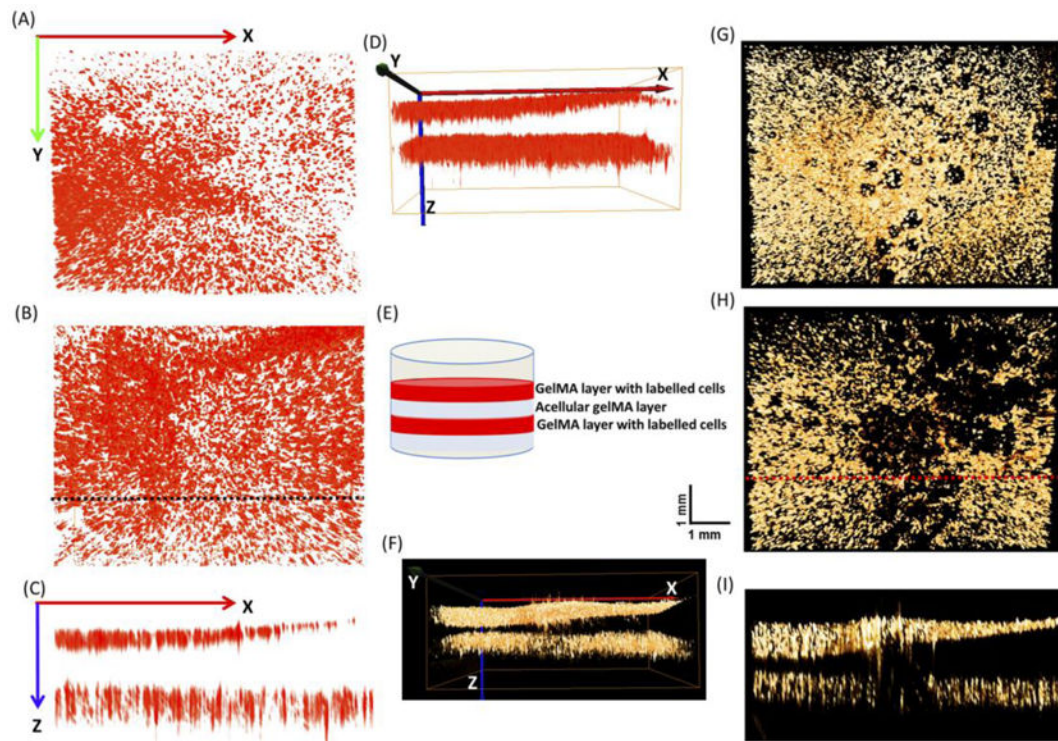 (A)
X
Y
(B)
(C)
X
Z
(D)
Y
X
Z
(E)
GelMA layer with labelled cells
Acellular gelMA layer
GelMA layer with labelled cells
1 mm
1 mm
(F)
Y
X
Z
(G)
(H)
(I)